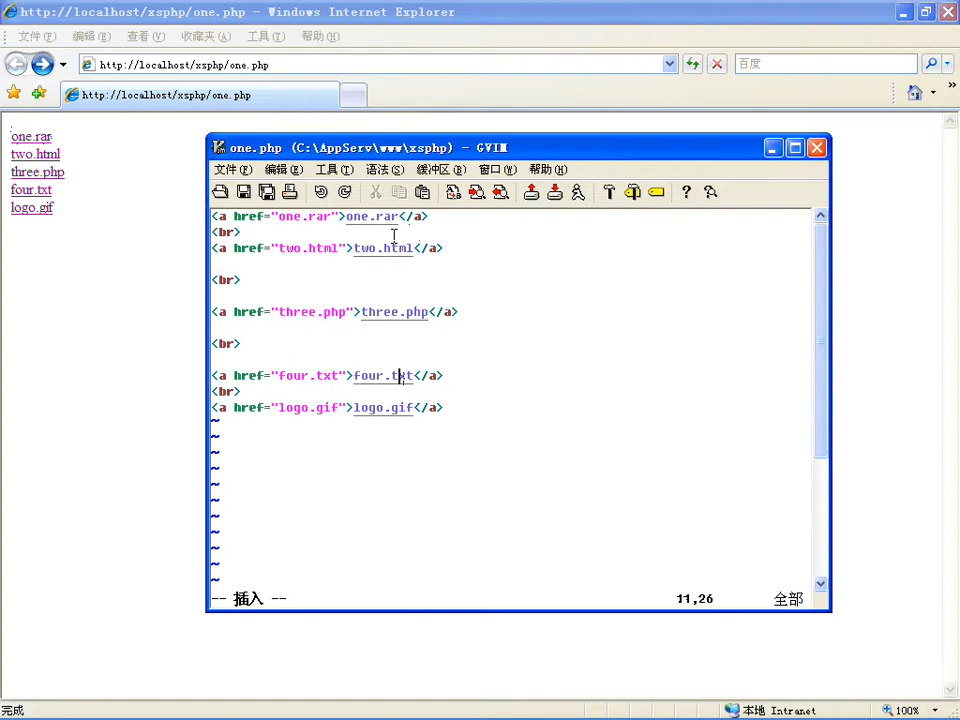 http://localhost/xsphp/one.php - Windows Internet Explorer
文件(F) 编辑(E) 查看(V) 收藏夹(A) 工具(T) 帮助(H)
http://localhost/xsphp/one.php 百度
http://localhost/xsphp/one.php
one.rar
two.html
three.php
four.txt
logo.gif
one.php (C:\AppServ\www\xsphp) - GVIM
文件(F) 编辑(E) 工具(T) 语法(S) 缓冲区(B) 窗口(W) 帮助(H)
<a href="one.rar">one.rar</a>
<br>
<a href="two.html">two.html</a>
<br>
<a href="three.php">three.php</a>
<br>
<a href="four.txt">four.txt</a>
<br>
<a href="logo.gif">logo.gif</a>
~
~
~
~
~
~
~
~
~
~
~
-- 插入 -- 11,26 全部
完成 本地 Intranet 100%